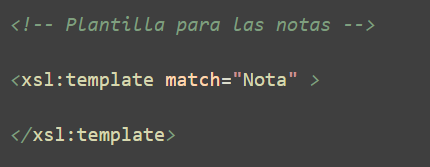 <!-- Plantilla para las notas -->
<xsl:template match="Nota" >
</xsl:template>